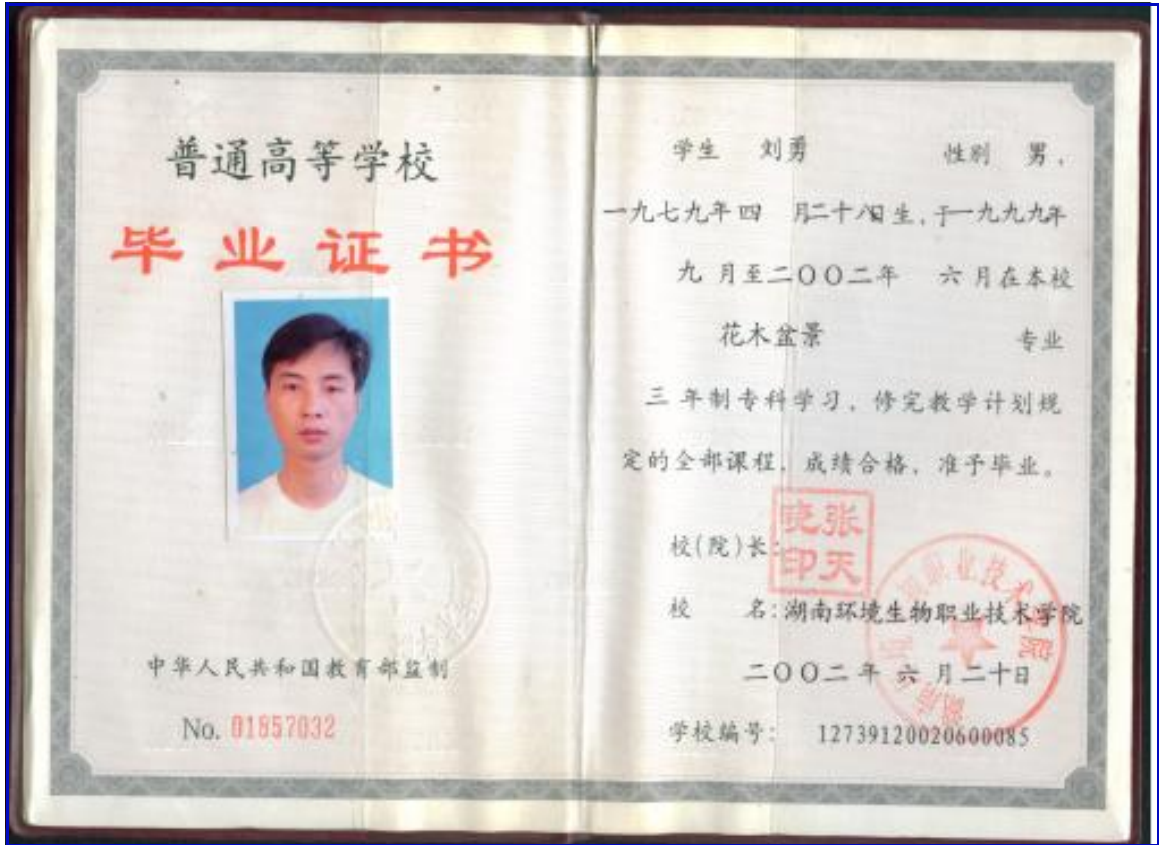 普通高等学校
毕业证书
中华人民共和国教育部监制
No. 01857032
学生 刘勇 性别 男，
一九七九年四 月二十八日生，于一九九九年
九 月至二〇〇二年 六 月在本校
花木盆景 专业
三 年制专科学习，修完教学计划规
定的全部课程，成绩合格，准予毕业。
校(院)长：
张天
晓印
校 名：湖南环境生物职业技术学院
二〇〇二年 六 月二十日
学校编号： 12739120020600085